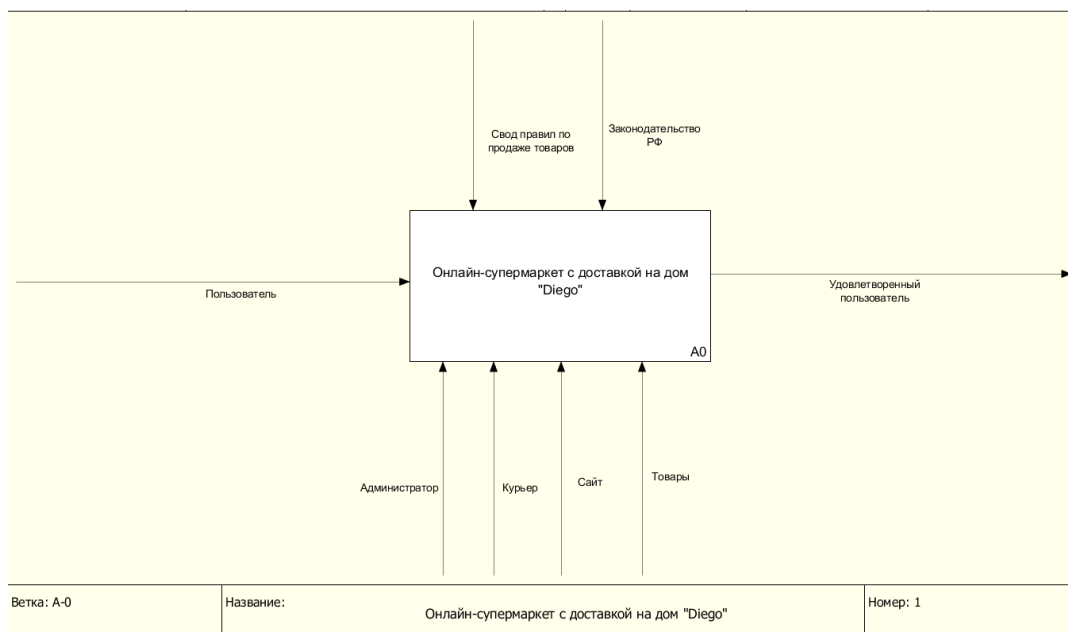 Свод правил по
продаже товаров
Законодательство
РФ
Онлайн-супермаркет с доставкой на дом
"Diego"
A0
Пользователь
Удовлетворенный
пользователь
Администратор
Курьер
Сайт
Товары
Ветка: A-0
Название:
Онлайн-супермаркет с доставкой на дом "Diego"
Номер: 1